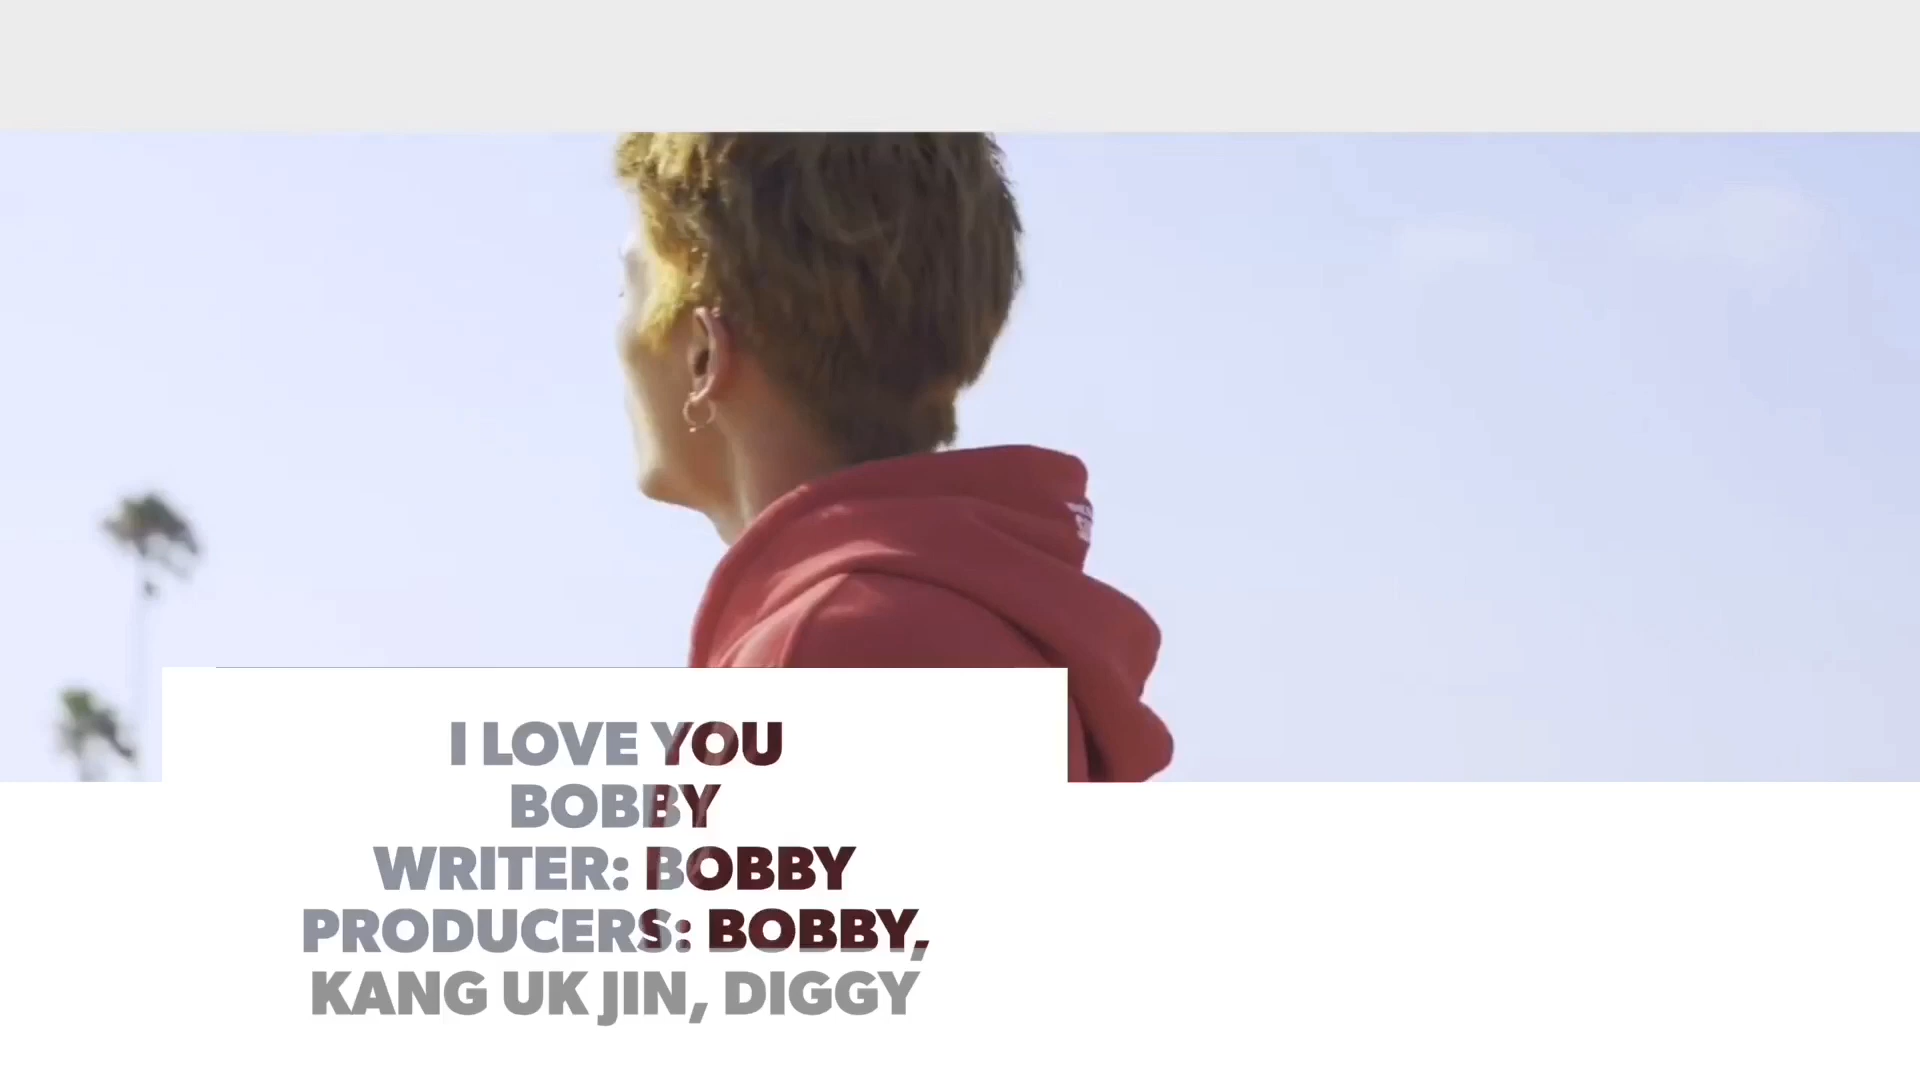 I LOVE YOU
BOBBY
WRITER: BOBBY
PRODUCERS: BOBBY,
KANG UK JIN, DIGGY